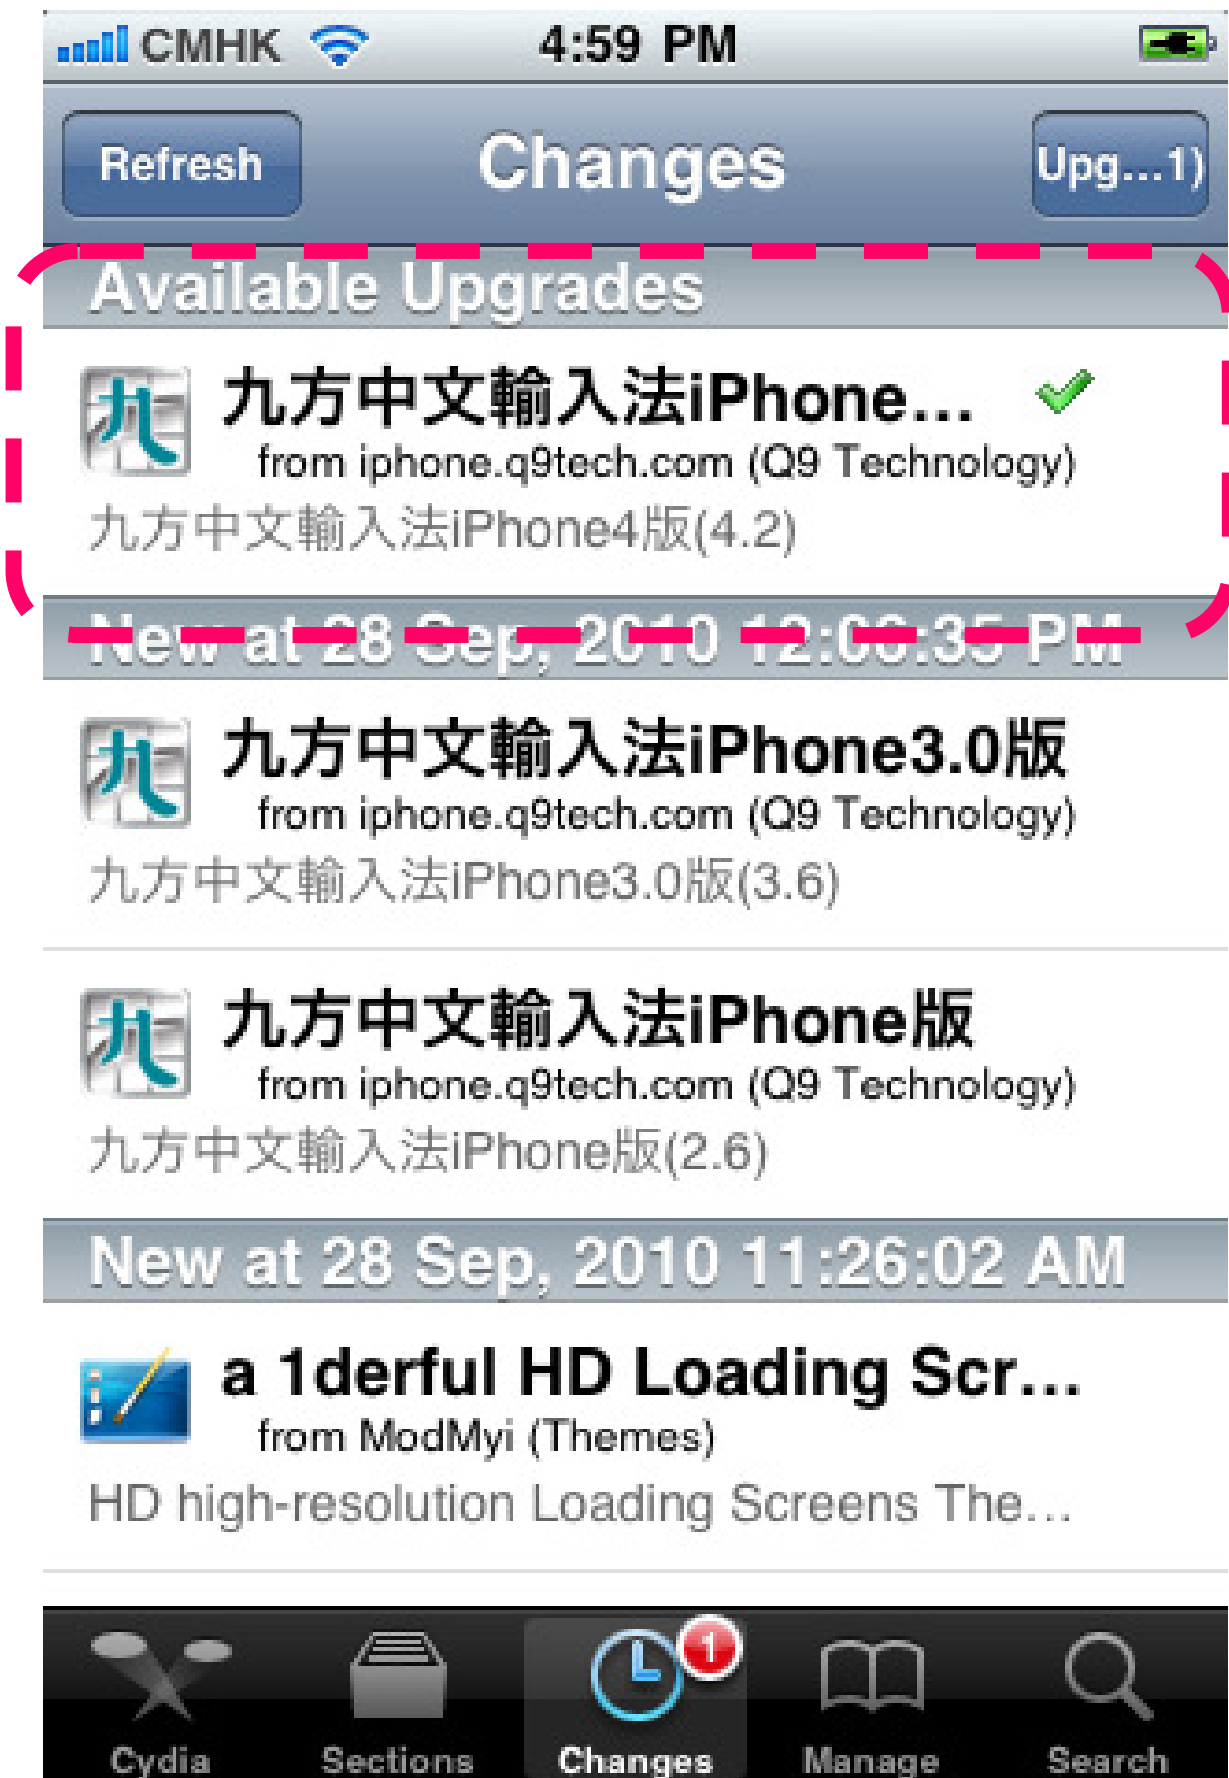 CMHK 4:59 PM
Refresh Changes Upg...1)
Available Upgrades
九方中文輸入法iPhone...
from iphone.q9tech.com (Q9 Technology)
九方中文輸入法iPhone4版(4.2)
New at 28 Sep, 2010 12:00:35 PM
九方中文輸入法iPhone3.0版
from iphone.q9tech.com (Q9 Technology)
九方中文輸入法iPhone3.0版(3.6)
九方中文輸入法iPhone版
from iphone.q9tech.com (Q9 Technology)
九方中文輸入法iPhone版(2.6)
New at 28 Sep, 2010 11:26:02 AM
a 1derful HD Loading Scr...
from ModMyi (Themes)
HD high-resolution Loading Screens The...
1
Cydia Sections Changes Manage Search